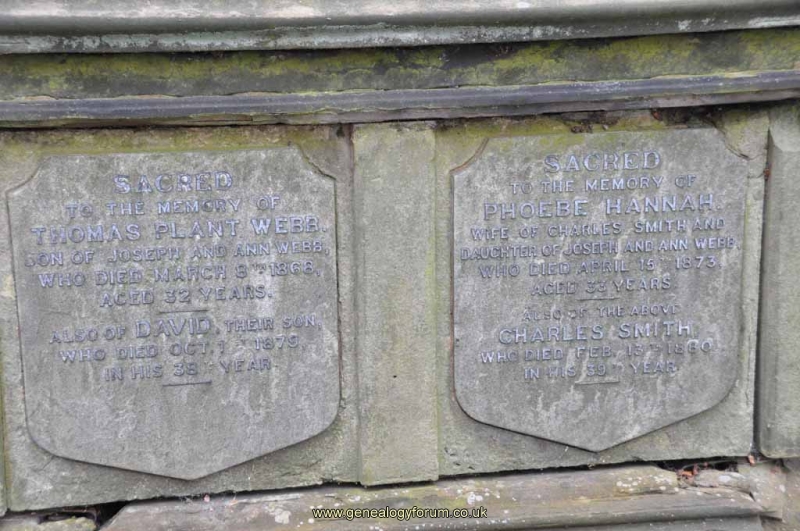 SACRED
TO THE MEMORY OF
THOMAS PLANT WEBB.
SON OF JOSEPH AND ANN WEBB,
WHO DIED MARCH 8TH 1868,
AGED 32 YEARS.
ALSO OF DAVID, THEIR SON,
WHO DIED OCT. 1ST 1879,
IN HIS 38TH YEAR.
SACRED
TO THE MEMORY OF
PHOEBE HANNAH.
WIFE OF CHARLES SMITH AND
DAUGHTER OF JOSEPH AND ANN WEBB,
WHO DIED APRIL 15TH 1873,
AGED 33 YEARS.
ALSO OF THE ABOVE
CHARLES SMITH,
WHO DIED FEB. 13TH 1880,
IN HIS 39TH YEAR.
www.genealogyforum.co.uk